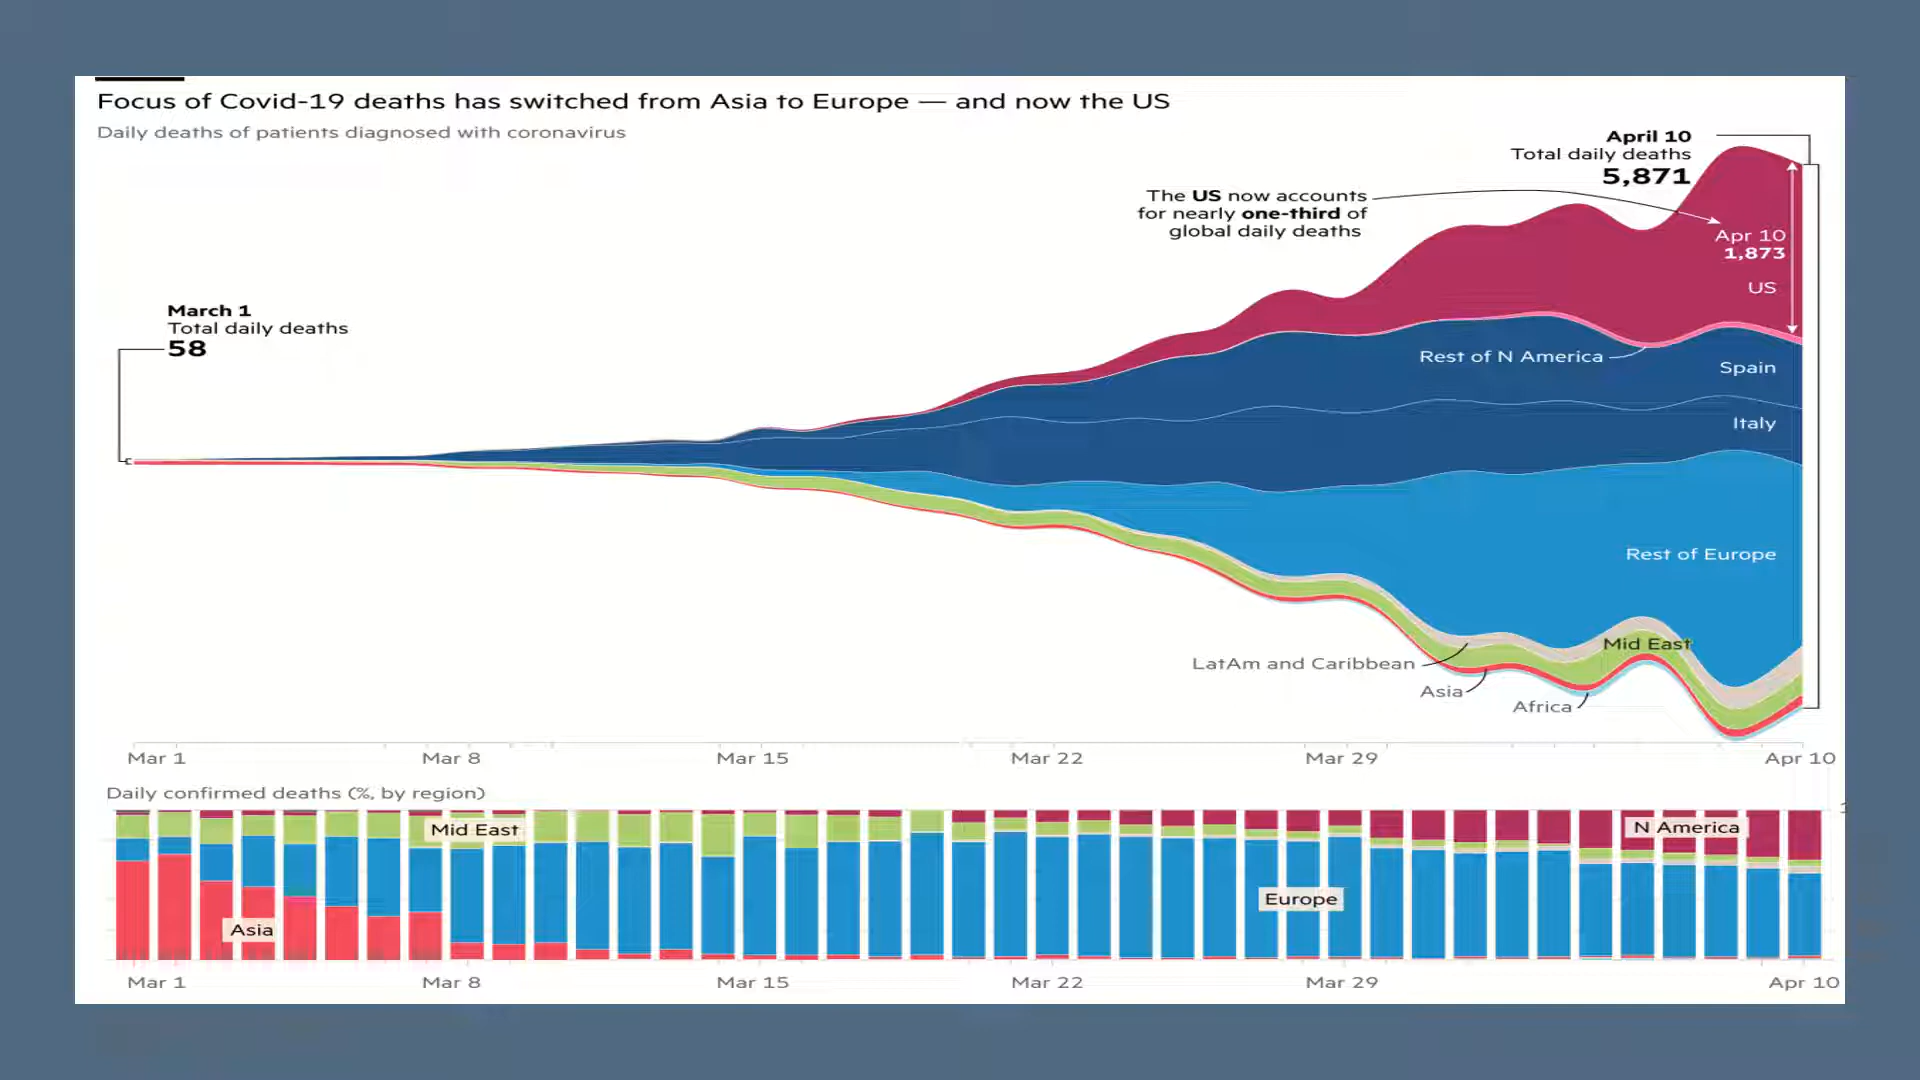 Focus of Covid-19 deaths has switched from Asia to Europe — and now the US
Daily deaths of patients diagnosed with coronavirus
April 10
Total daily deaths
5,871
The US now accounts
for nearly one-third of
global daily deaths
Apr 10
1,873
US
March 1
Total daily deaths
58
Rest of N America
Spain
Italy
Rest of Europe
Mid East
LatAm and Caribbean
Asia
Africa
Mar 1 Mar 8 Mar 15 Mar 22 Mar 29 Apr 10
Daily confirmed deaths (%, by region)
Mid East
N America
Europe
Asia
Mar 1 Mar 8 Mar 15 Mar 22 Mar 29 Apr 10